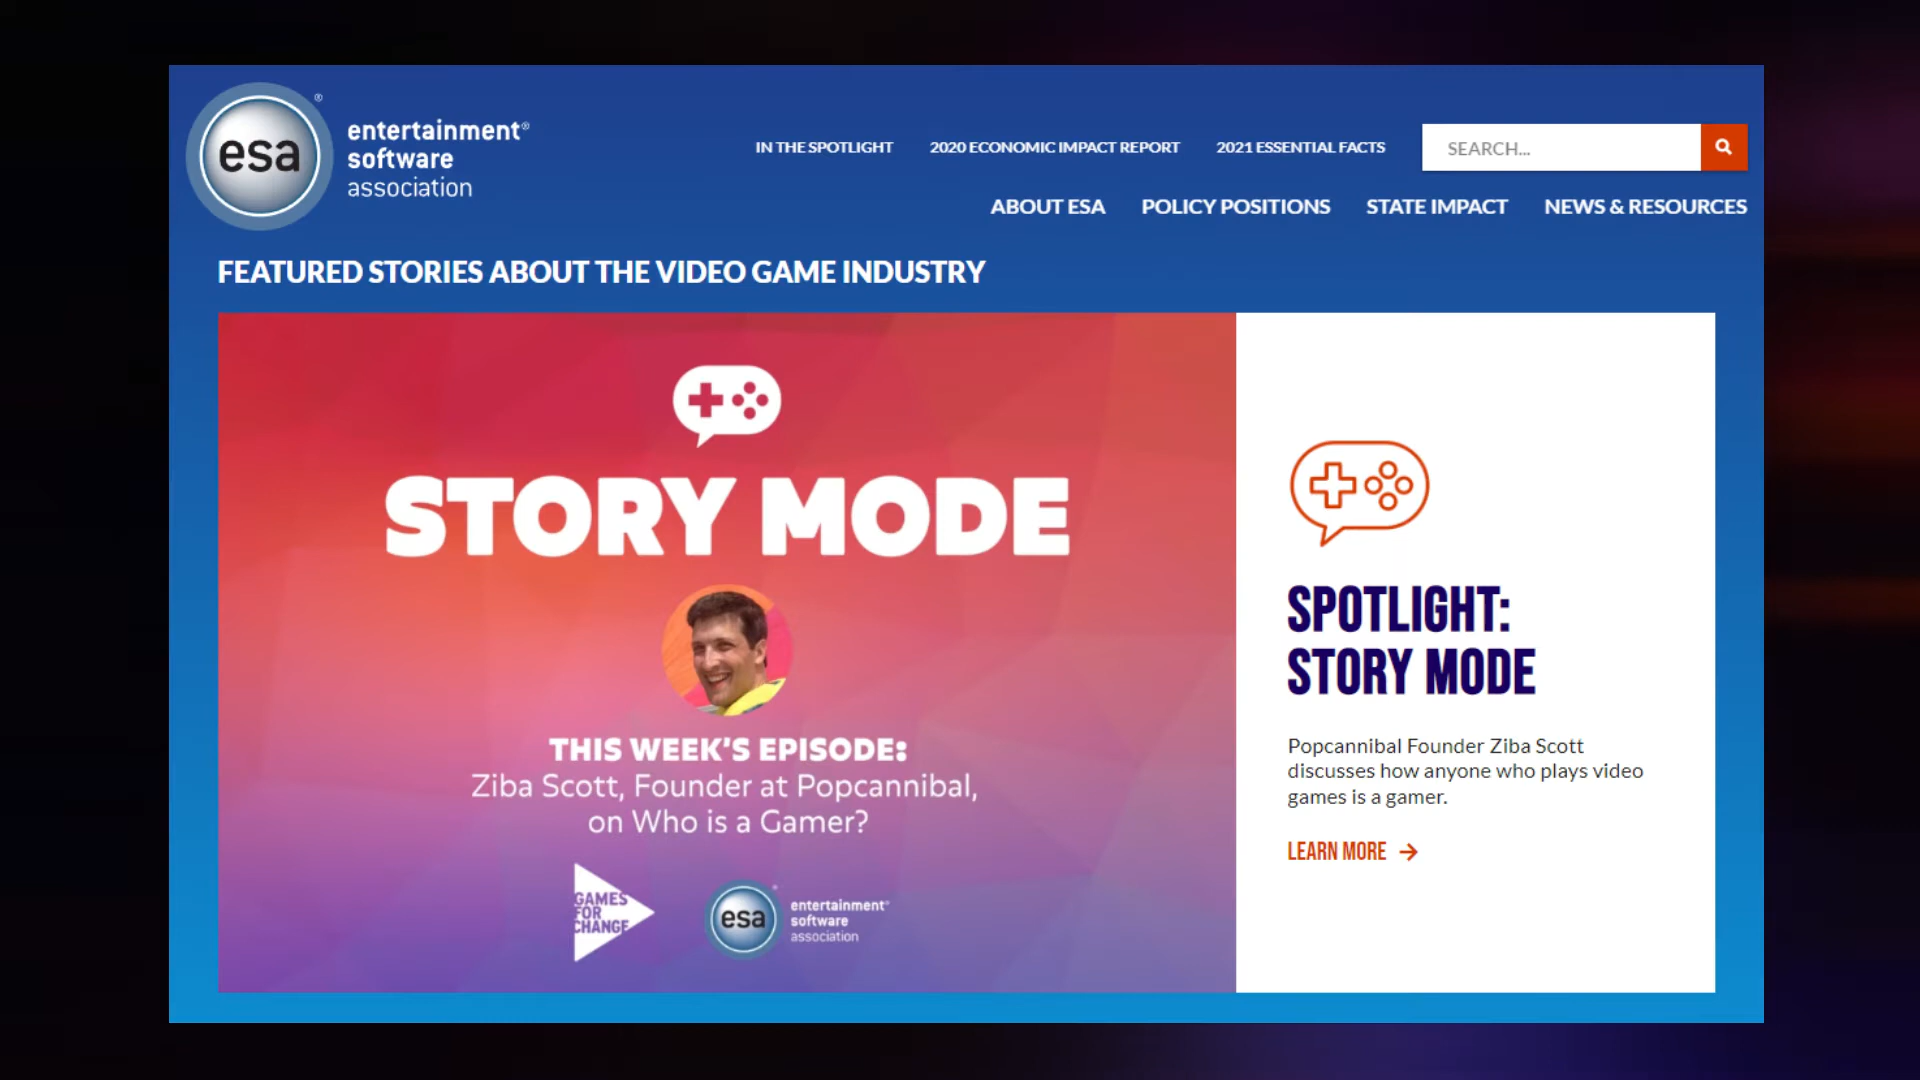 esa
entertainment®
software
association
IN THE SPOTLIGHT
2020 ECONOMIC IMPACT REPORT
2021 ESSENTIAL FACTS
SEARCH...
ABOUT ESA
POLICY POSITIONS
STATE IMPACT
NEWS & RESOURCES
FEATURED STORIES ABOUT THE VIDEO GAME INDUSTRY
STORY MODE
THIS WEEK'S EPISODE:
Ziba Scott, Founder at Popcannibal,
on Who is a Gamer?
GAMES
FOR
CHANGE
esa
entertainment®
software
association
SPOTLIGHT:
STORY MODE
Popcannibal Founder Ziba Scott
discusses how anyone who plays video
games is a gamer.
LEARN MORE →